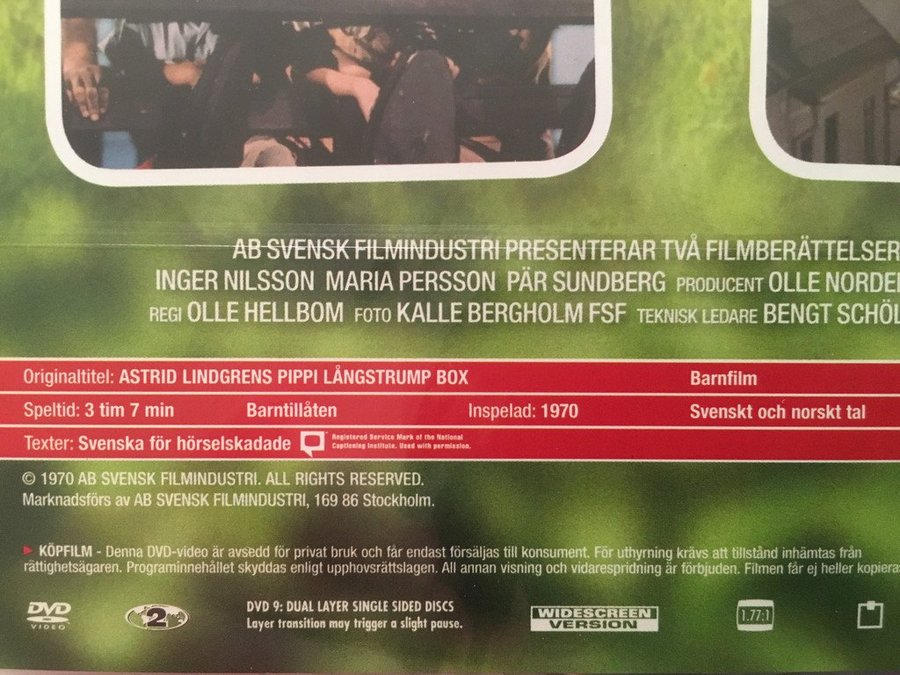 AB SVENSK FILMINDUSTRI PRESENTERAR TVÅ FILMBERÄTTELSER
INGER NILSSON MARIA PERSSON PÄR SUNDBERG PRODUCENT OLLE NORDE
REGI OLLE HELLBOM FOTO KALLE BERGHOLM FSF TEKNISK LEDARE BENGT SCHÖL
Originaltitel: ASTRID LINDGRENS PIPPI LÅNGSTRUMP BOX Barnfilm
Speltid: 3 tim 7 min Barntillåten Inspelad: 1970 Svenskt och norskt tal
Texter: Svenska för hörselskadade Registered Service Mark of the National
Captioning Institute. Used with permission.
© 1970 AB SVENSK FILMINDUSTRI. ALL RIGHTS RESERVED.
Marknadsförs av AB SVENSK FILMINDUSTRI, 169 86 Stockholm.
KÖPFILM - Denna DVD-video är avsedd för privat bruk och får endast försäljas till konsument. För uthyrning krävs att tillstånd inhämtas från
rättighetsägaren. Programinnehållet skyddas enligt upphovsrättslagen. All annan visning och vidarespridning är förbjuden. Filmen får ej heller kopieras
DVD VIDEO 2 DVD 9: DUAL LAYER SINGLE SIDED DISCS WIDESCREEN 1.77:1
Layer transition may trigger a slight pause. VERSION